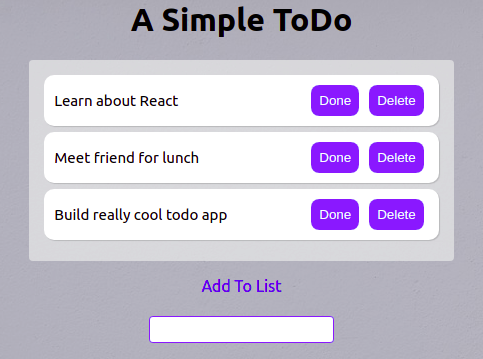 A Simple ToDo
Learn about React Done Delete
Meet friend for lunch Done Delete
Build really cool todo app Done Delete
Add To List